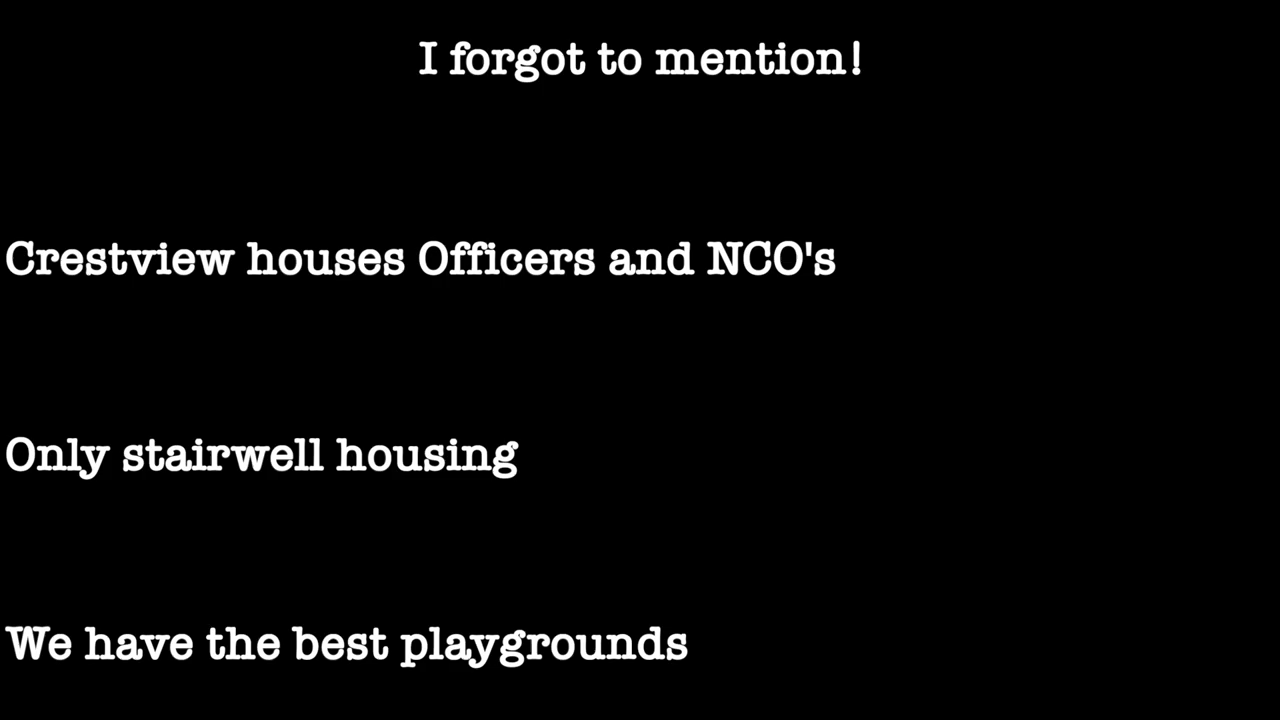 I forgot to mention!
Crestview houses Officers and NCO's
Only stairwell housing
We have the best playgrounds